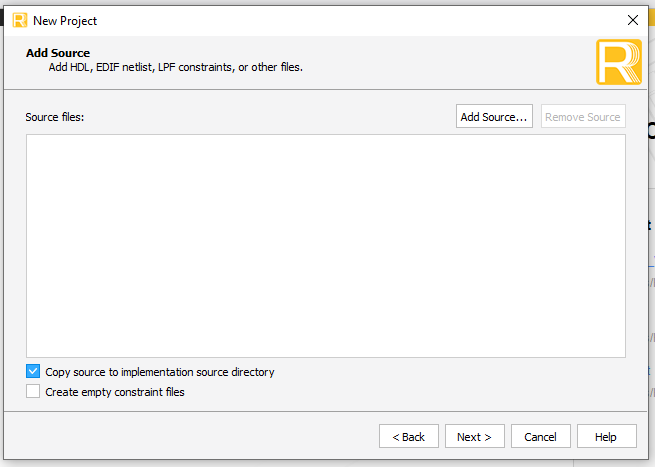 New Project
Add Source
Add HDL, EDIF netlist, LPF constraints, or other files.
Source files:
Add Source...
Remove Source
Copy source to implementation source directory
Create empty constraint files
< Back
Next >
Cancel
Help